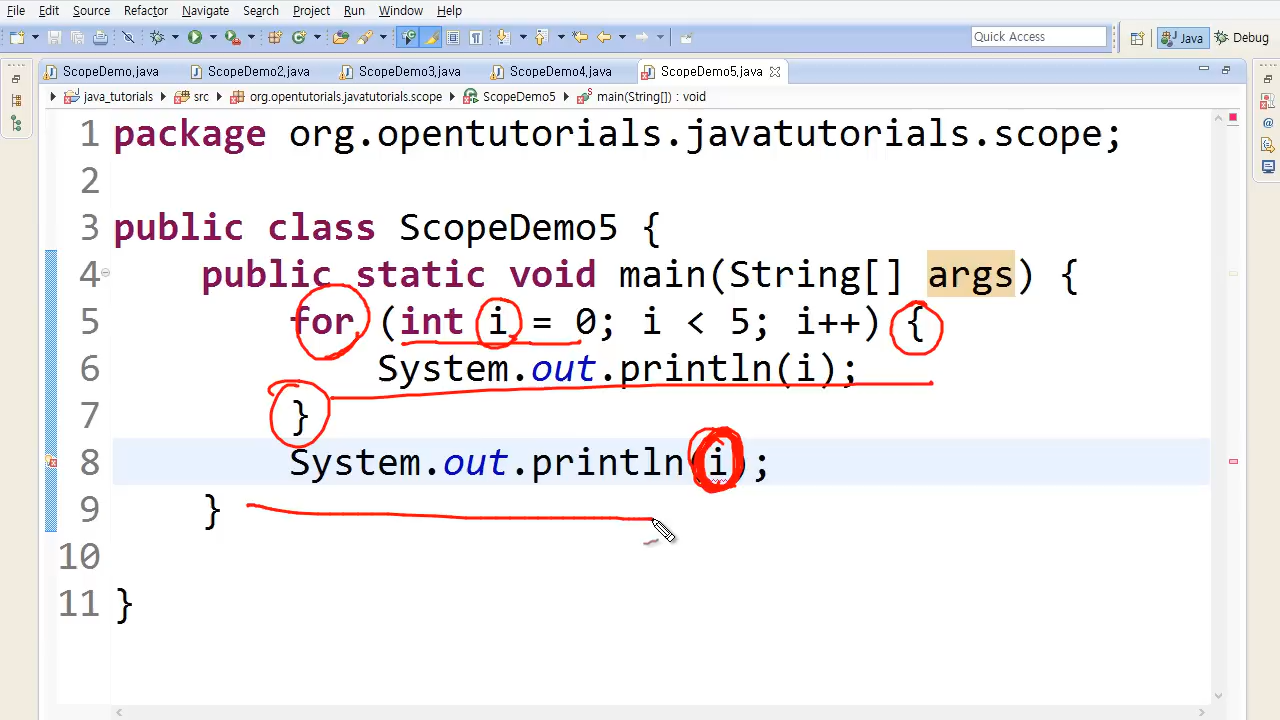 File Edit Source Refactor Navigate Search Project Run Window Help
Quick Access Java Debug
ScopeDemo.java ScopeDemo2.java ScopeDemo3.java ScopeDemo4.java ScopeDemo5.java
java_tutorials src org.opentutorials.javatutorials.scope ScopeDemo5 main(String[]) : void
1 package org.opentutorials.javatutorials.scope;
2
3 public class ScopeDemo5 {
4 public static void main(String[] args) {
5 for (int i = 0; i < 5; i++) {
6 System.out.println(i);
7 }
8 System.out.println(i);
9 }
10
11 }